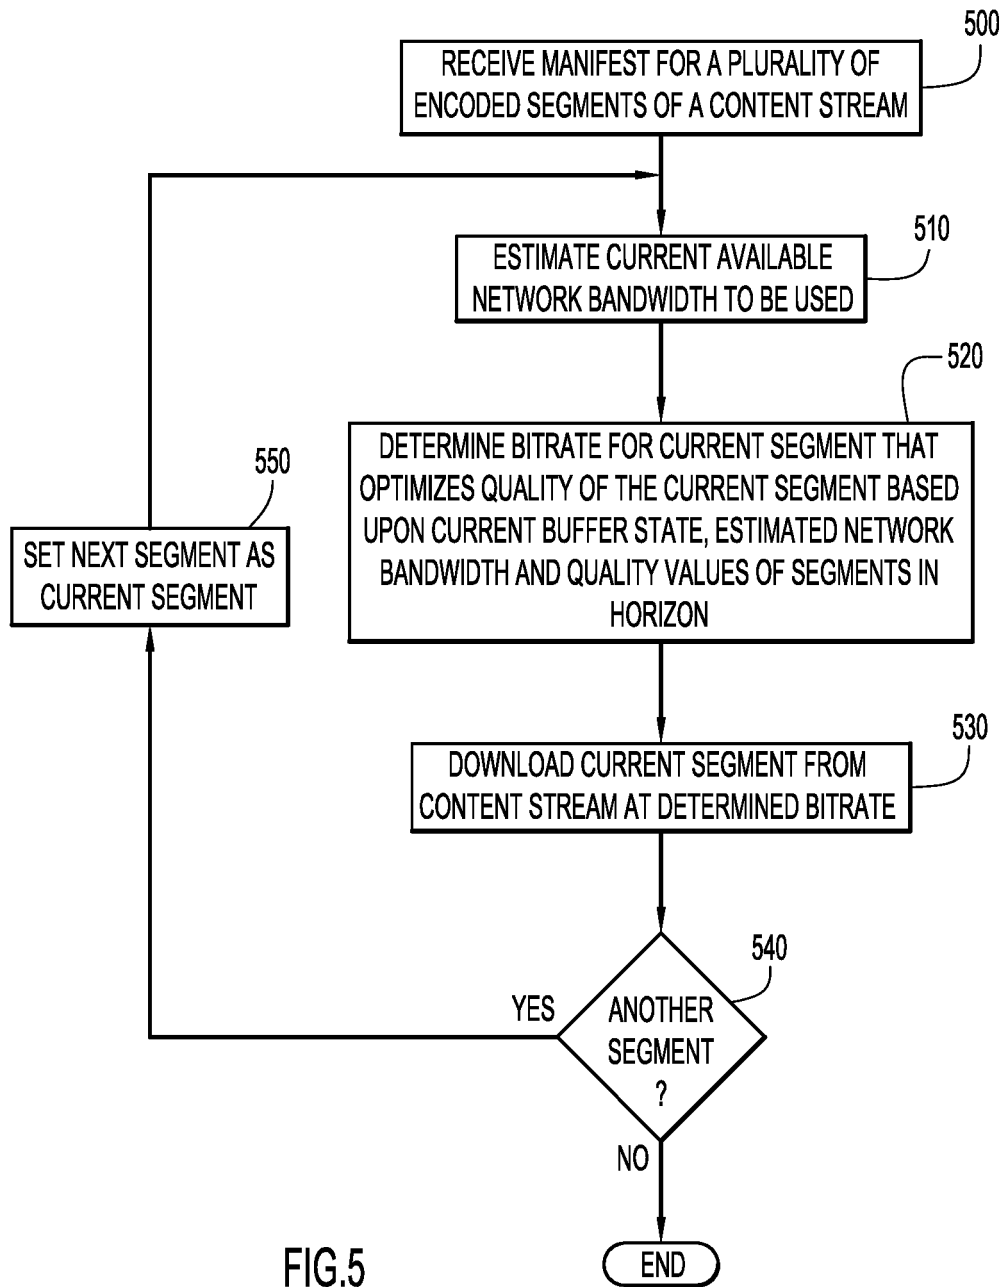 500
RECEIVE MANIFEST FOR A PLURALITY OF
ENCODED SEGMENTS OF A CONTENT STREAM
510
ESTIMATE CURRENT AVAILABLE
NETWORK BANDWIDTH TO BE USED
520
DETERMINE BITRATE FOR CURRENT SEGMENT THAT
OPTIMIZES QUALITY OF THE CURRENT SEGMENT BASED
UPON CURRENT BUFFER STATE, ESTIMATED NETWORK
BANDWIDTH AND QUALITY VALUES OF SEGMENTS IN
HORIZON
550
SET NEXT SEGMENT AS
CURRENT SEGMENT
530
DOWNLOAD CURRENT SEGMENT FROM
CONTENT STREAM AT DETERMINED BITRATE
540
YES
ANOTHER
SEGMENT
?
NO
END
FIG.5